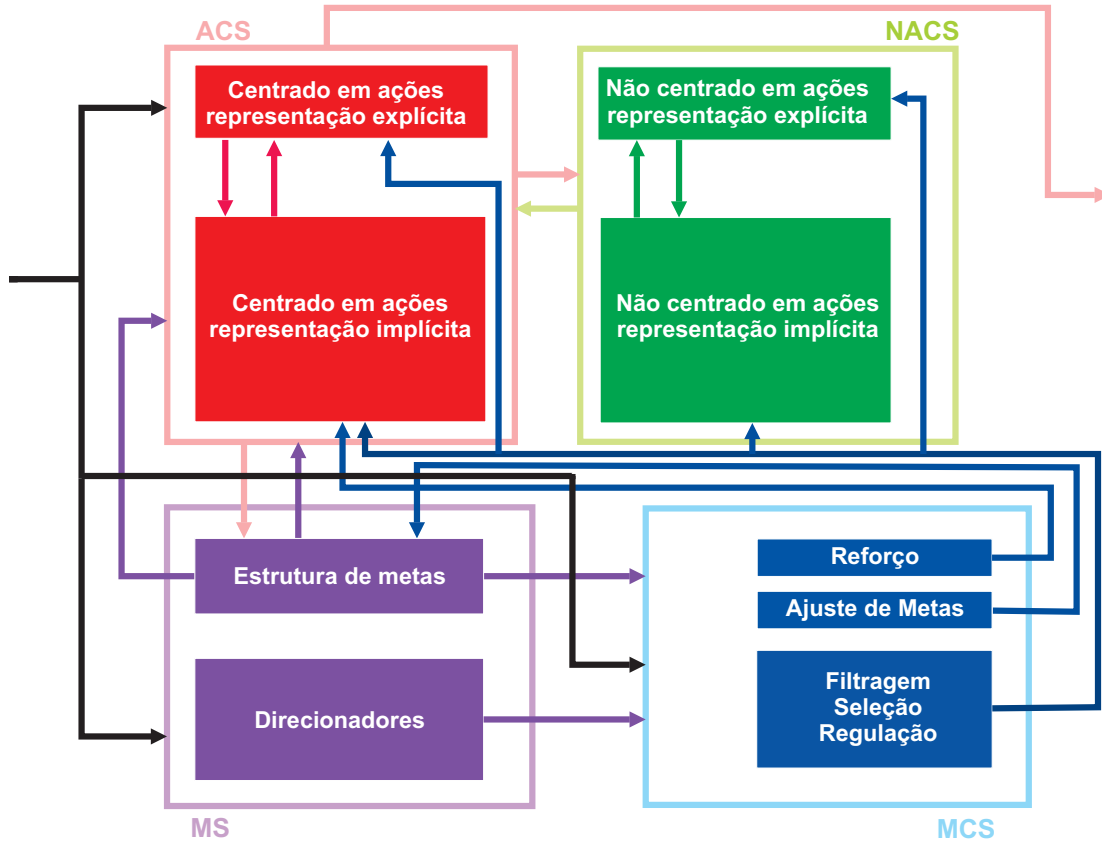 ACS
NACS
Centrado em ações
representação explícita
Não centrado em ações
representação explícita
Centrado em ações
representação implícita
Não centrado em ações
representação implícita
Estrutura de metas
Direcionadores
Reforço
Ajuste de Metas
Filtragem
Seleção
Regulação
MS
MCS